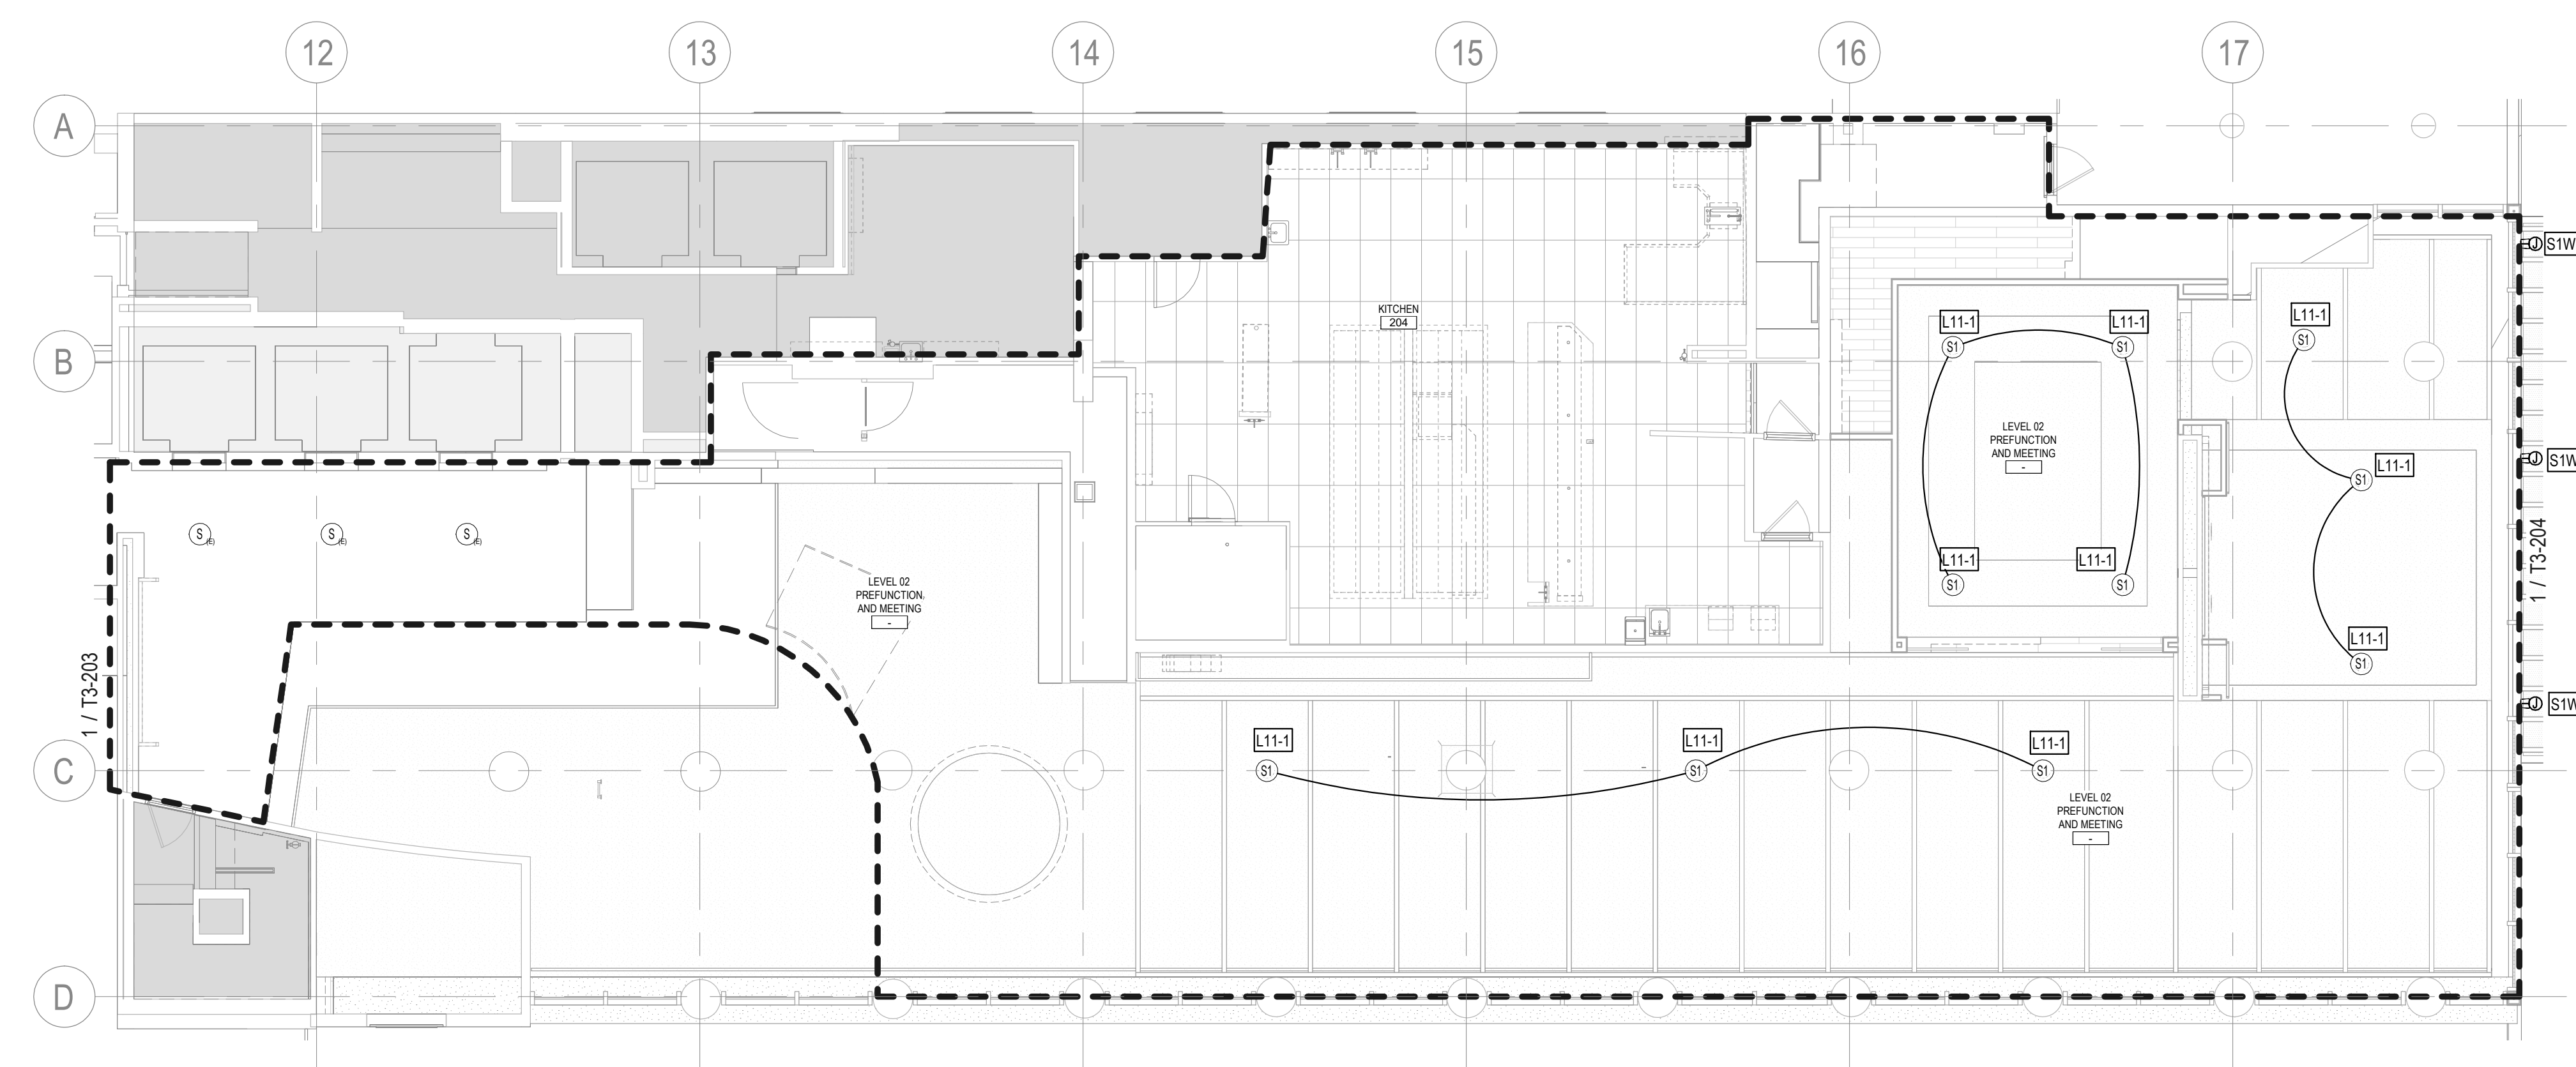 12
13
14
15
16
17
A
S1W
KITCHEN
204
L11-1
L11-1
L11-1
S1
S1
S1
B
LEVEL 02
PREFUNCTION
AND MEETING
-
S1W
L11-1
S1
S
(E)
S
(E)
S
(E)
L11-1
L11-1
S1
S1
1 / T3-204
LEVEL 02
PREFUNCTION
AND MEETING
-
L11-1
S1
1 / T3-203
S1W
L11-1
L11-1
L11-1
C
S1
S1
S1
LEVEL 02
PREFUNCTION
AND MEETING
-
D